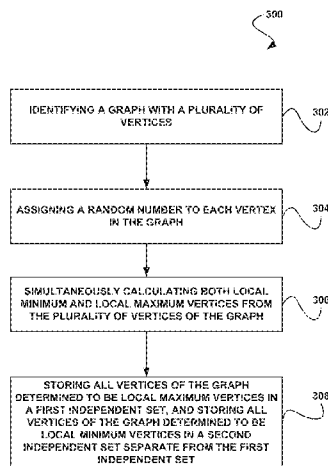 300
IDENTIFYING A GRAPH WITH A PLURALITY OF
VERTICES
302
ASSIGNING A RANDOM NUMBER TO EACH VERTEX
IN THE GRAPH
304
SIMULTANEOUSLY CALCULATING BOTH LOCAL
MINIMUM AND LOCAL MAXIMUM VERTICES FROM
THE PLURALITY OF VERTICES OF THE GRAPH
306
STORING ALL VERTICES OF THE GRAPH
DETERMINED TO BE LOCAL MAXIMUM VERTICES IN
A FIRST INDEPENDENT SET, AND STORING ALL
VERTICES OF THE GRAPH DETERMINED TO BE
LOCAL MINIMUM VERTICES IN A SECOND
INDEPENDENT SET SEPARATE FROM THE FIRST
INDEPENDENT SET
308